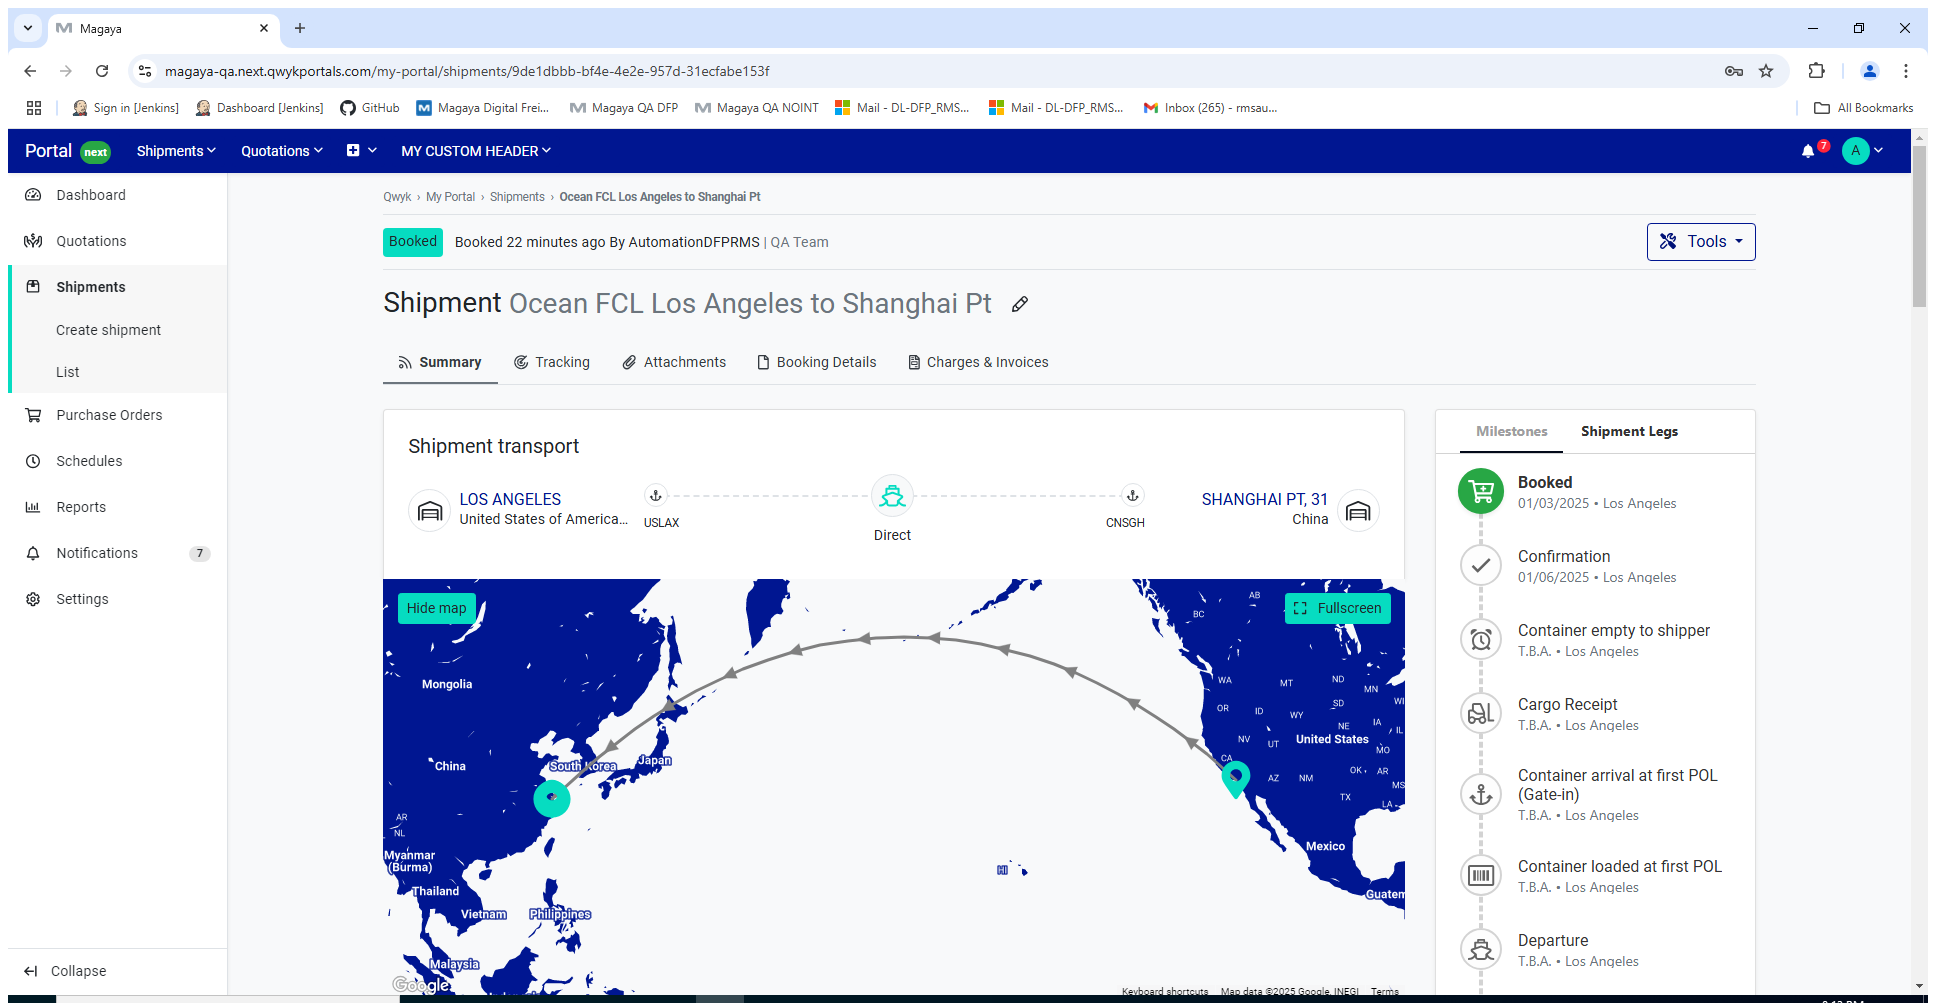 Magaya
magaya-qa.next.qwykportals.com/my-portal/shipments/9de1dbbb-bf4e-4e2e-957d-31ecfabe153f
Sign in [Jenkins]
Dashboard [Jenkins]
GitHub
Magaya Digital Frei...
Magaya QA DFP
Magaya QA NOINT
Mail - DL-DFP_RMS...
Mail - DL-DFP_RMS...
Inbox (265) - rmsau...
All Bookmarks
Portal next
Shipments
Quotations
MY CUSTOM HEADER
7
A
Dashboard
Quotations
Shipments
Create shipment
List
Purchase Orders
Schedules
Reports
Notifications 7
Settings
Collapse
Qwyk › My Portal › Shipments › Ocean FCL Los Angeles to Shanghai Pt
Booked
Booked 22 minutes ago By AutomationDFPRMS | QA Team
Tools
Shipment Ocean FCL Los Angeles to Shanghai Pt
Summary
Tracking
Attachments
Booking Details
Charges & Invoices
Shipment transport
LOS ANGELES
United States of America...
USLAX
Direct
CNSGH
SHANGHAI PT, 31
China
Hide map
Fullscreen
AB
BC
Mongolia
WA
MT
ND
MN
OR
ID
SD
WI
WY
NE
IA
IL
NV
UT
United States
MO
CA
China
South Korea
Japan
AZ
NM
OK
AR
MS
TX
LA
AR
NL
Myanmar
(Burma)
Mexico
HI
Thailand
Guatem
Vietnam
Philippines
Malaysia
Google
Keyboard shortcuts
Map data ©2025 Google, INEGI
Terms
Milestones
Shipment Legs
Booked
01/03/2025 • Los Angeles
Confirmation
01/06/2025 • Los Angeles
Container empty to shipper
T.B.A. • Los Angeles
Cargo Receipt
T.B.A. • Los Angeles
Container arrival at first POL
(Gate-in)
T.B.A. • Los Angeles
Container loaded at first POL
T.B.A. • Los Angeles
Departure
T.B.A. • Los Angeles